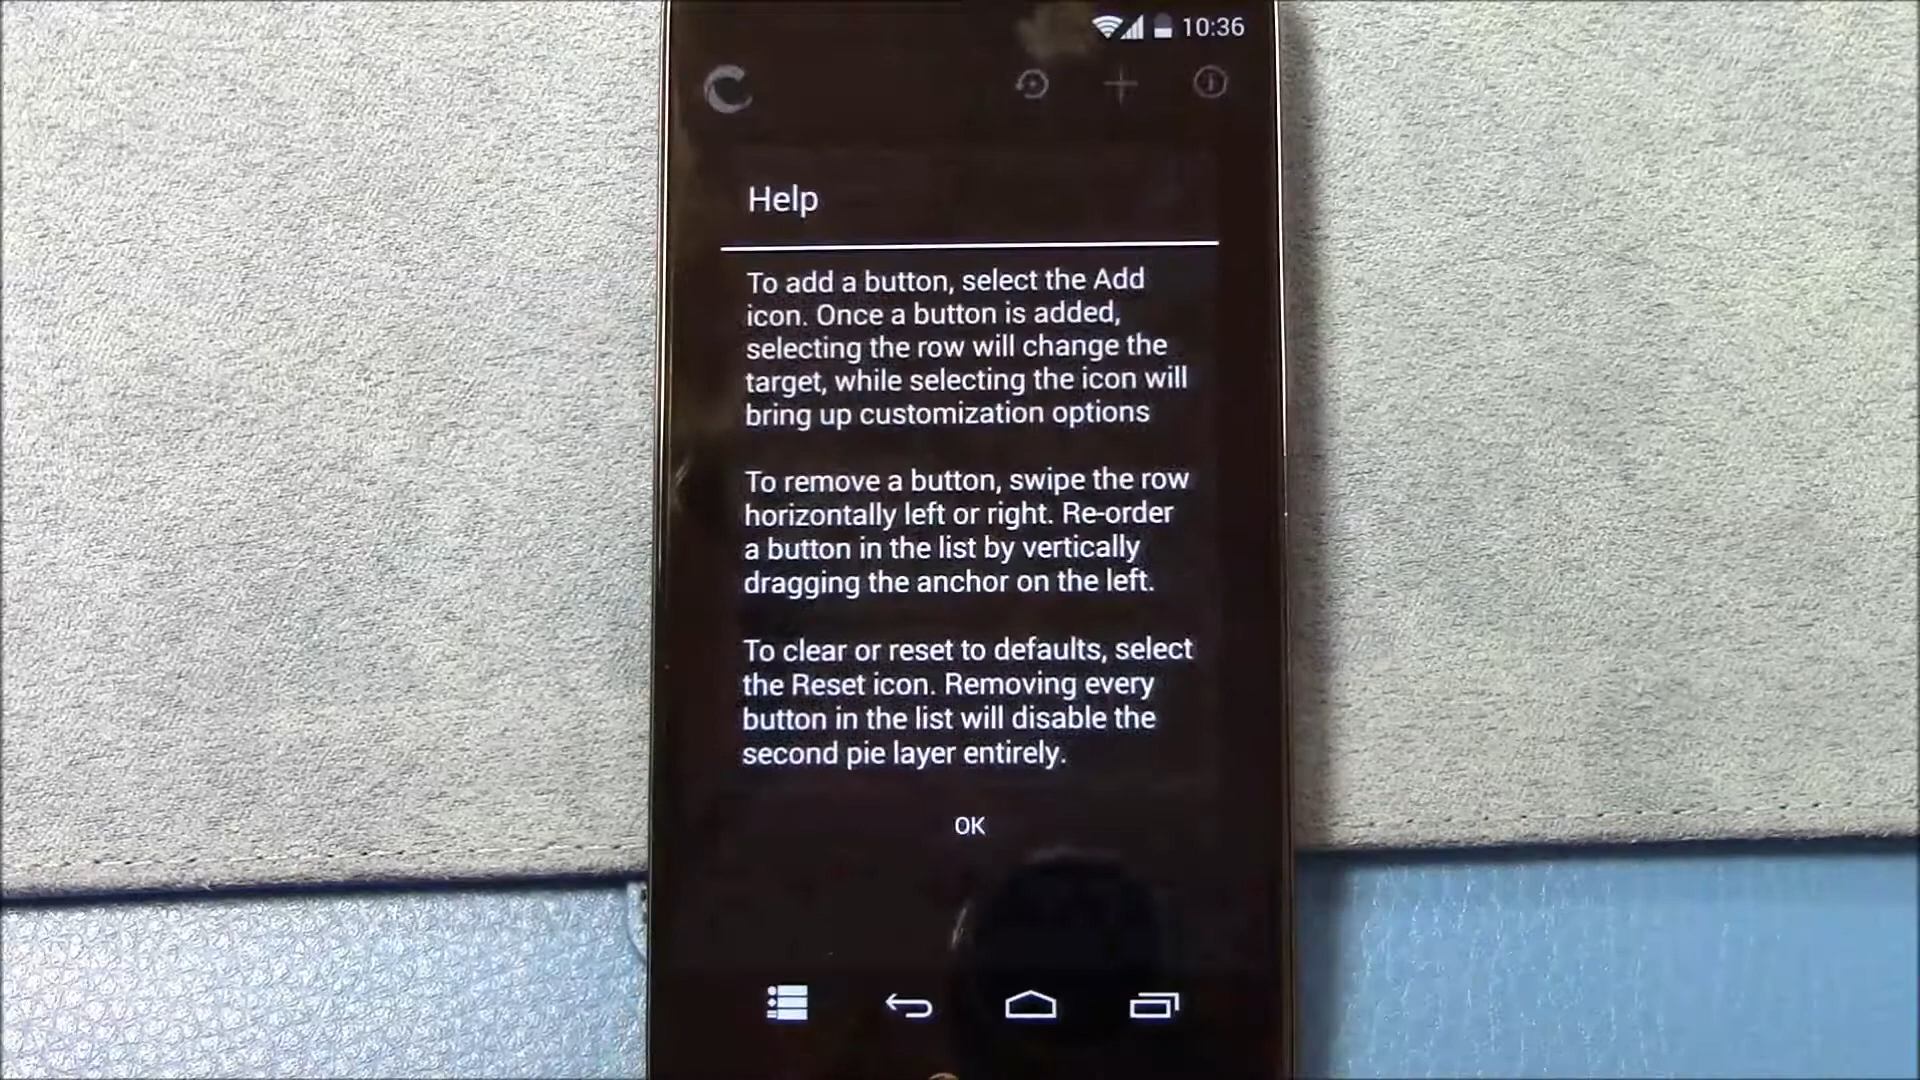 10:36
Help
To add a button, select the Add
icon. Once a button is added,
selecting the row will change the
target, while selecting the icon will
bring up customization options
To remove a button, swipe the row
horizontally left or right. Re-order
a button in the list by vertically
dragging the anchor on the left.
To clear or reset to defaults, select
the Reset icon. Removing every
button in the list will disable the
second pie layer entirely.
OK